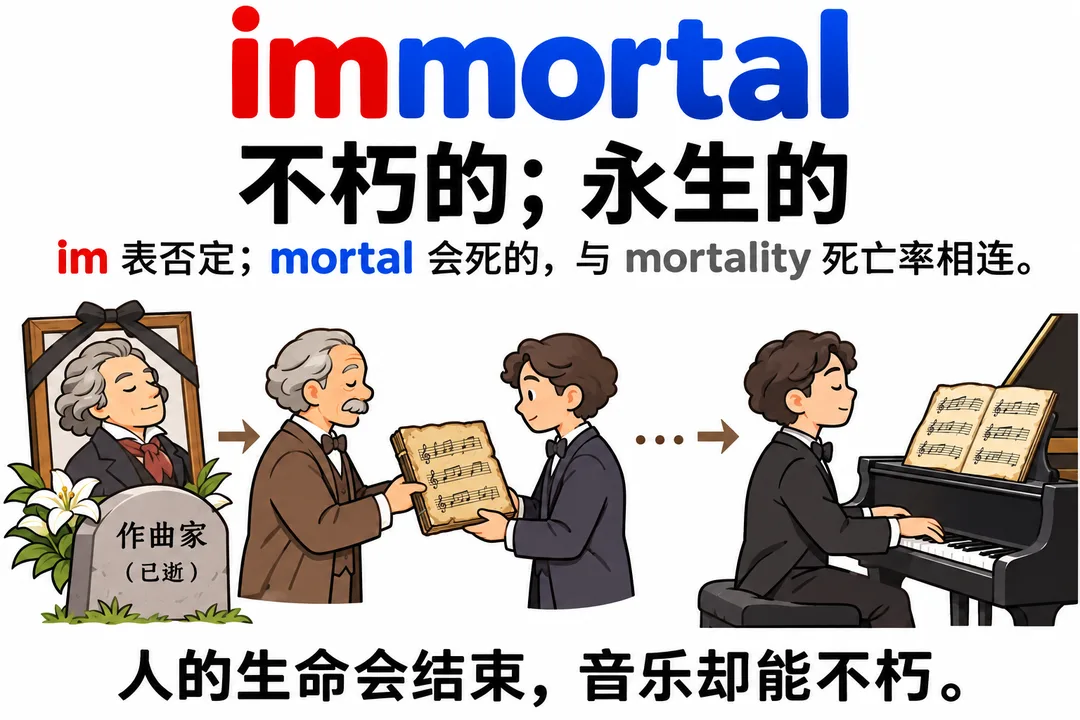 immortal
不朽的；永生的
im 表否定；mortal 会死的，与 mortality 死亡率相连。
作曲家
（已逝）
人的生命会结束，音乐却能不朽。